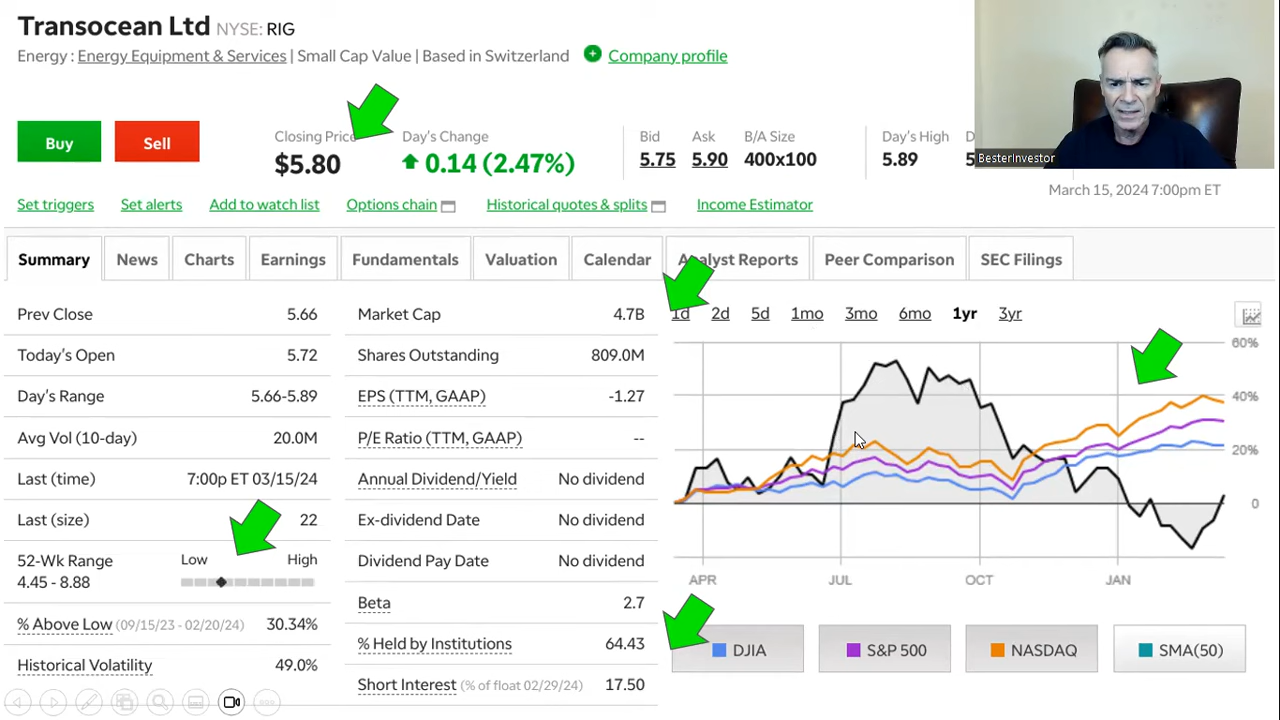 Transocean Ltd NYSE: RIG
Energy : Energy Equipment & Services | Small Cap Value | Based in Switzerland Company profile
BesterInvestor
Buy
Sell
Closing Price
$5.80
Day's Change
0.14 (2.47%)
Bid
5.75
Ask
5.90
B/A Size
400x100
Day's High
5.89
March 15, 2024 7:00pm ET
Set triggers
Set alerts
Add to watch list
Options chain
Historical quotes & splits
Income Estimator
Summary
News
Charts
Earnings
Fundamentals
Valuation
Calendar
Analyst Reports
Peer Comparison
SEC Filings
Prev Close 5.66
Today's Open 5.72
Day's Range 5.66-5.89
Avg Vol (10-day) 20.0M
Last (time) 7:00p ET 03/15/24
Last (size) 22
52-Wk Range Low High
4.45 - 8.88
% Above Low (09/15/23 - 02/20/24) 30.34%
Historical Volatility 49.0%
Market Cap 4.7B
Shares Outstanding 809.0M
EPS (TTM, GAAP) -1.27
P/E Ratio (TTM, GAAP) --
Annual Dividend/Yield No dividend
Ex-dividend Date No dividend
Dividend Pay Date No dividend
Beta 2.7
% Held by Institutions 64.43
Short Interest (% of float 02/29/24) 17.50
1d 2d 5d 1mo 3mo 6mo 1yr 3yr
60%
40%
20%
0
APR JUL OCT JAN
DJIA
S&P 500
NASDAQ
SMA(50)